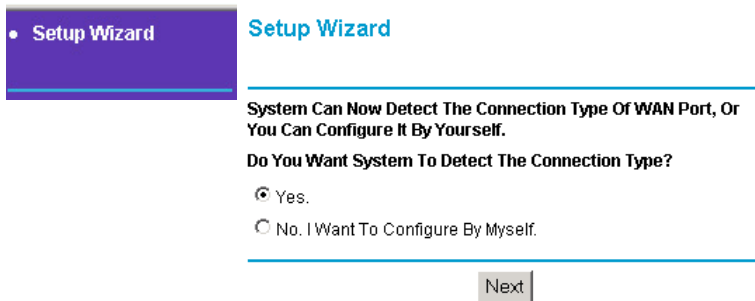 Setup Wizard
Setup Wizard
System Can Now Detect The Connection Type Of WAN Port, Or
You Can Configure It By Yourself.
Do You Want System To Detect The Connection Type?
Yes.
No. I Want To Configure By Myself.
Next